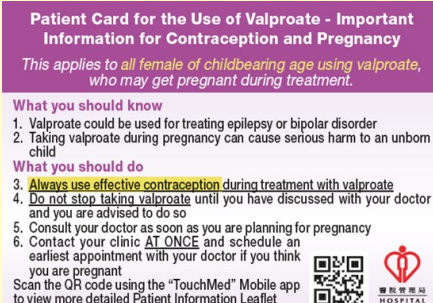 Patient Card for the Use of Valproate - Important
Information for Contraception and Pregnancy
This applies to all female of childbearing age using valproate,
who may get pregnant during treatment.
What you should know
1. Valproate could be used for treating epilepsy or bipolar disorder
2. Taking valproate during pregnancy can cause serious harm to an unborn
child
What you should do
3. Always use effective contraception during treatment with valproate
4. Do not stop taking valproate until you have discussed with your doctor
and you are advised to do so
5. Consult your doctor as soon as you are planning for pregnancy
6. Contact your clinic AT ONCE and schedule an
earliest appointment with your doctor if you think
you are pregnant
Scan the QR code using the "TouchMed" Mobile app
to view more detailed Patient Information Leaflet
醫院管理局
HOSPITAL